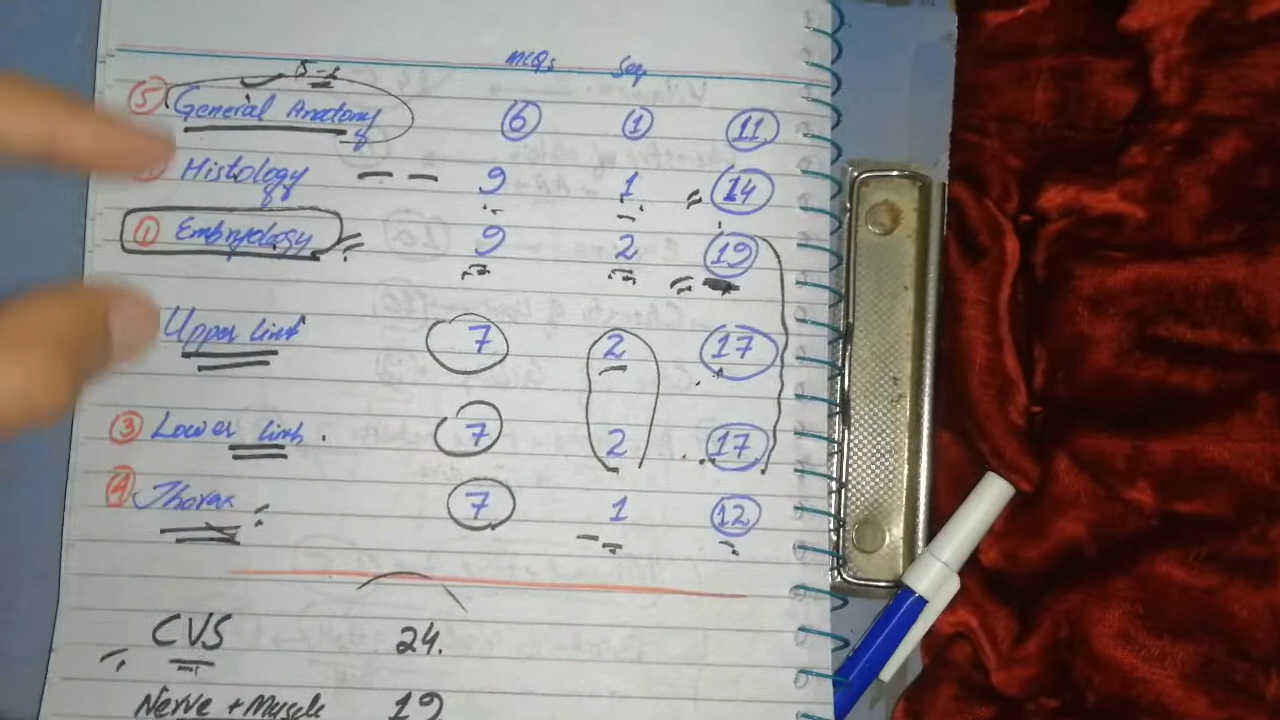 MCQs Seq
5 General Anatomy 6 1 11
Histology 9 1 14
1 Embryology 9 2 19
Upper limb 7 2 17
3 Lower limb. 7 2 17
4 Thorax 7 1 12
CVS 24.
Nerve + Muscle 19